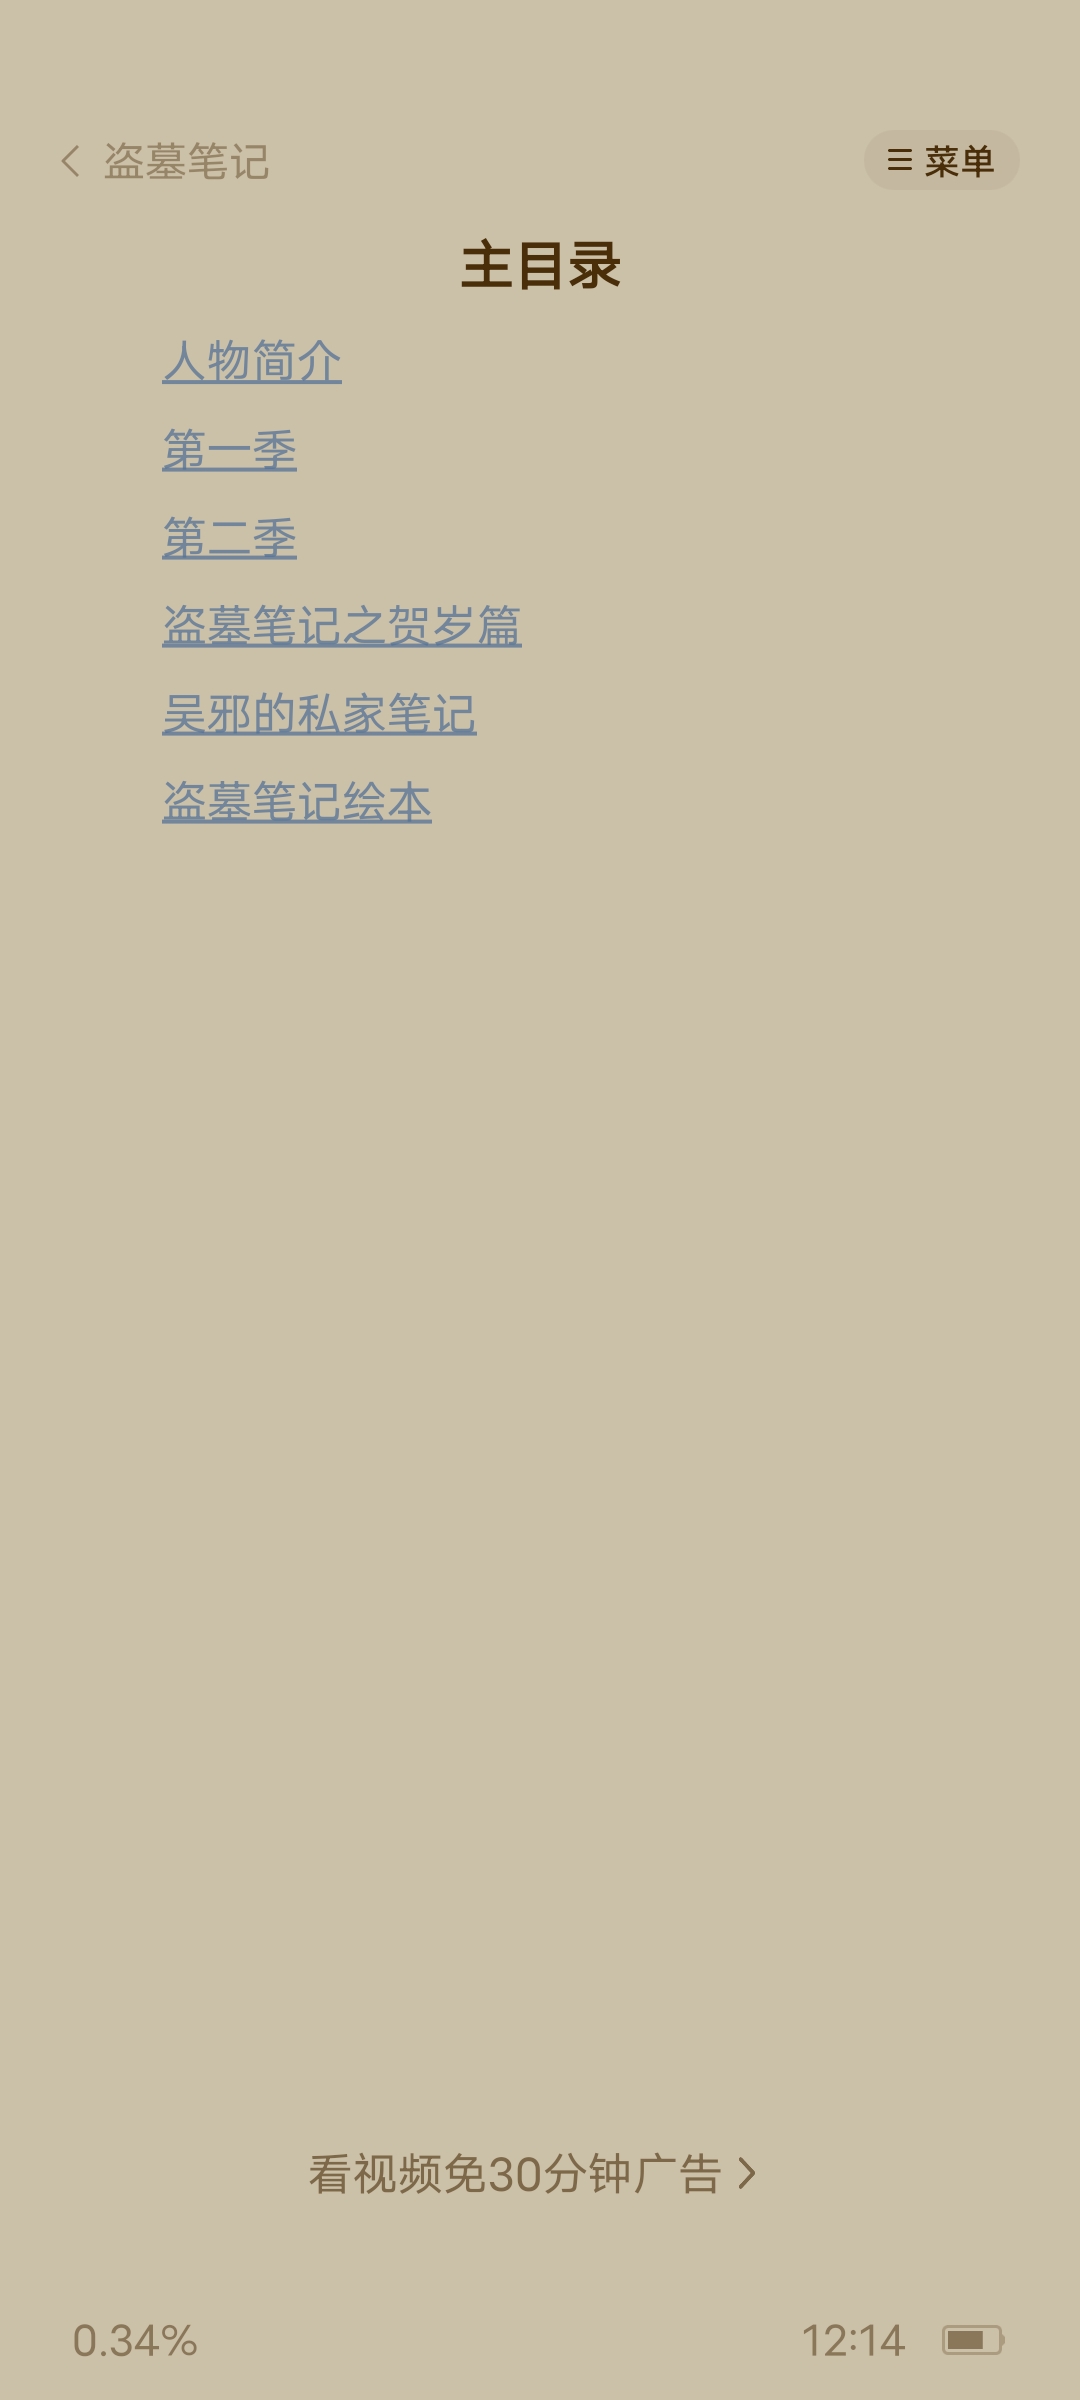 盗墓笔记
菜单
主目录
人物简介
第一季
第二季
盗墓笔记之贺岁篇
吴邪的私家笔记
盗墓笔记绘本
看视频免30分钟广告
0.34%
12:14